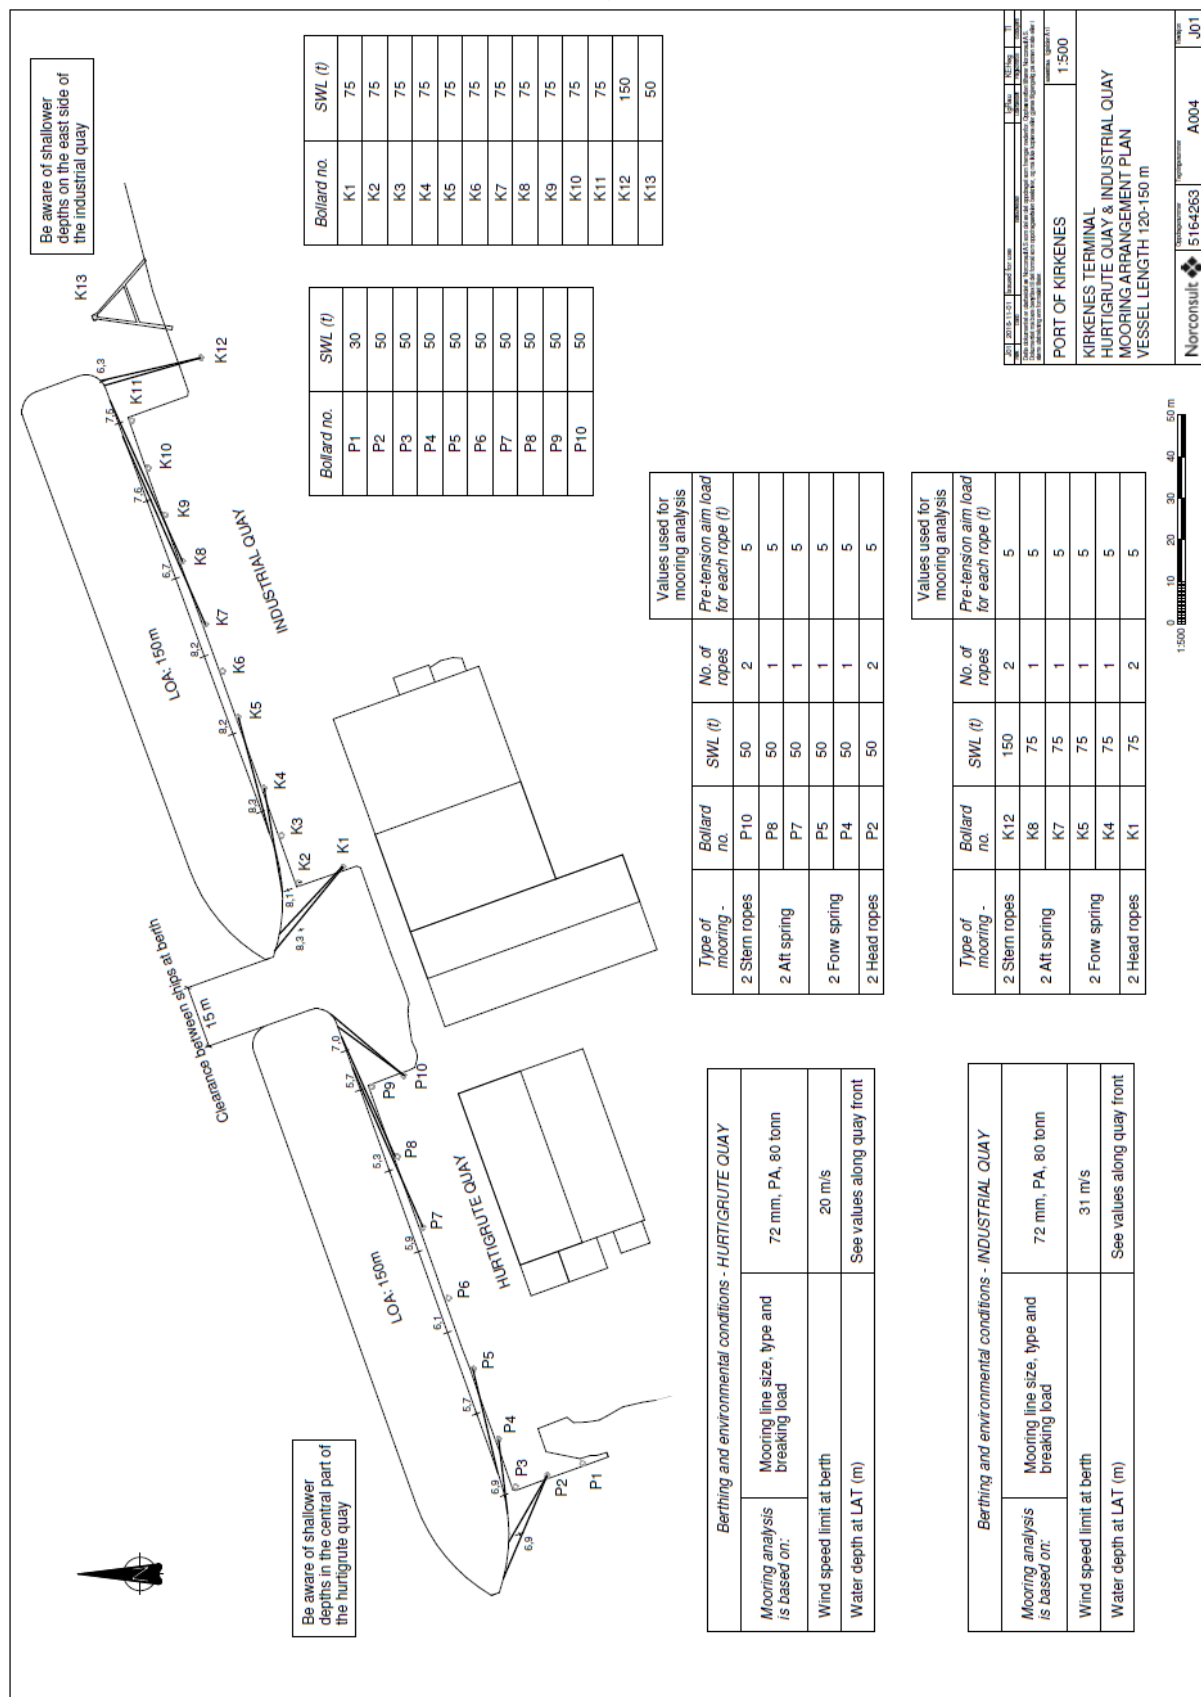 Be aware of shallower
depths in the central part of
the hurtigrute quay
Be aware of shallower
depths on the east side of
the industrial quay
N
Clearance between ships at berth
15 m
LOA: 150m
HURTIGRUTE QUAY
6,9
6,9
5,7
6,1
5,9
5,3
5,7
7,0
P1
P2
P3
P4
P5
P6
P7
P8
P9
P10
LOA: 150m
INDUSTRIAL QUAY
8,3
8,1
8,3
8,2
8,2
6,7
7,6
7,5
6,3
K1
K2
K3
K4
K5
K6
K7
K8
K9
K10
K11
K12
K13
Bollard no. SWL (t)
P1 30
P2 50
P3 50
P4 50
P5 50
P6 50
P7 50
P8 50
P9 50
P10 50
Bollard no. SWL (t)
K1 75
K2 75
K3 75
K4 75
K5 75
K6 75
K7 75
K8 75
K9 75
K10 75
K11 75
K12 150
K13 50
Berthing and environmental conditions - HURTIGRUTE QUAY
Mooring analysis
is based on:
Mooring line size, type and
breaking load
72 mm, PA, 80 tonn
Wind speed limit at berth 20 m/s
Water depth at LAT (m) See values along quay front
Values used for
mooring analysis
Type of
mooring -
Bollard
no.
SWL (t)
No. of
ropes
Pre-tension aim load
for each rope (t)
2 Stern ropes P10 50 2 5
2 Aft spring P8 50 1 5
P7 50 1 5
2 Forw spring P5 50 1 5
P4 50 1 5
2 Head ropes P2 50 2 5
Berthing and environmental conditions - INDUSTRIAL QUAY
Mooring analysis
is based on:
Mooring line size, type and
breaking load
72 mm, PA, 80 tonn
Wind speed limit at berth 31 m/s
Water depth at LAT (m) See values along quay front
Values used for
mooring analysis
Type of
mooring -
Bollard
no.
SWL (t)
No. of
ropes
Pre-tension aim load
for each rope (t)
2 Stern ropes K12 150 2 5
2 Aft spring K8 75 1 5
K7 75 1 5
2 Forw spring K5 75 1 5
K4 75 1 5
2 Head ropes K1 75 2 5
1:500
0 10 20 30 40 50 m
J01 2016-11-01 Issued for use
PORT OF KIRKENES
1:500
KIRKENES TERMINAL
HURTIGRUTE QUAY & INDUSTRIAL QUAY
MOORING ARRANGEMENT PLAN
VESSEL LENGTH 120-150 m
Norconsult
5164263
A004
J01